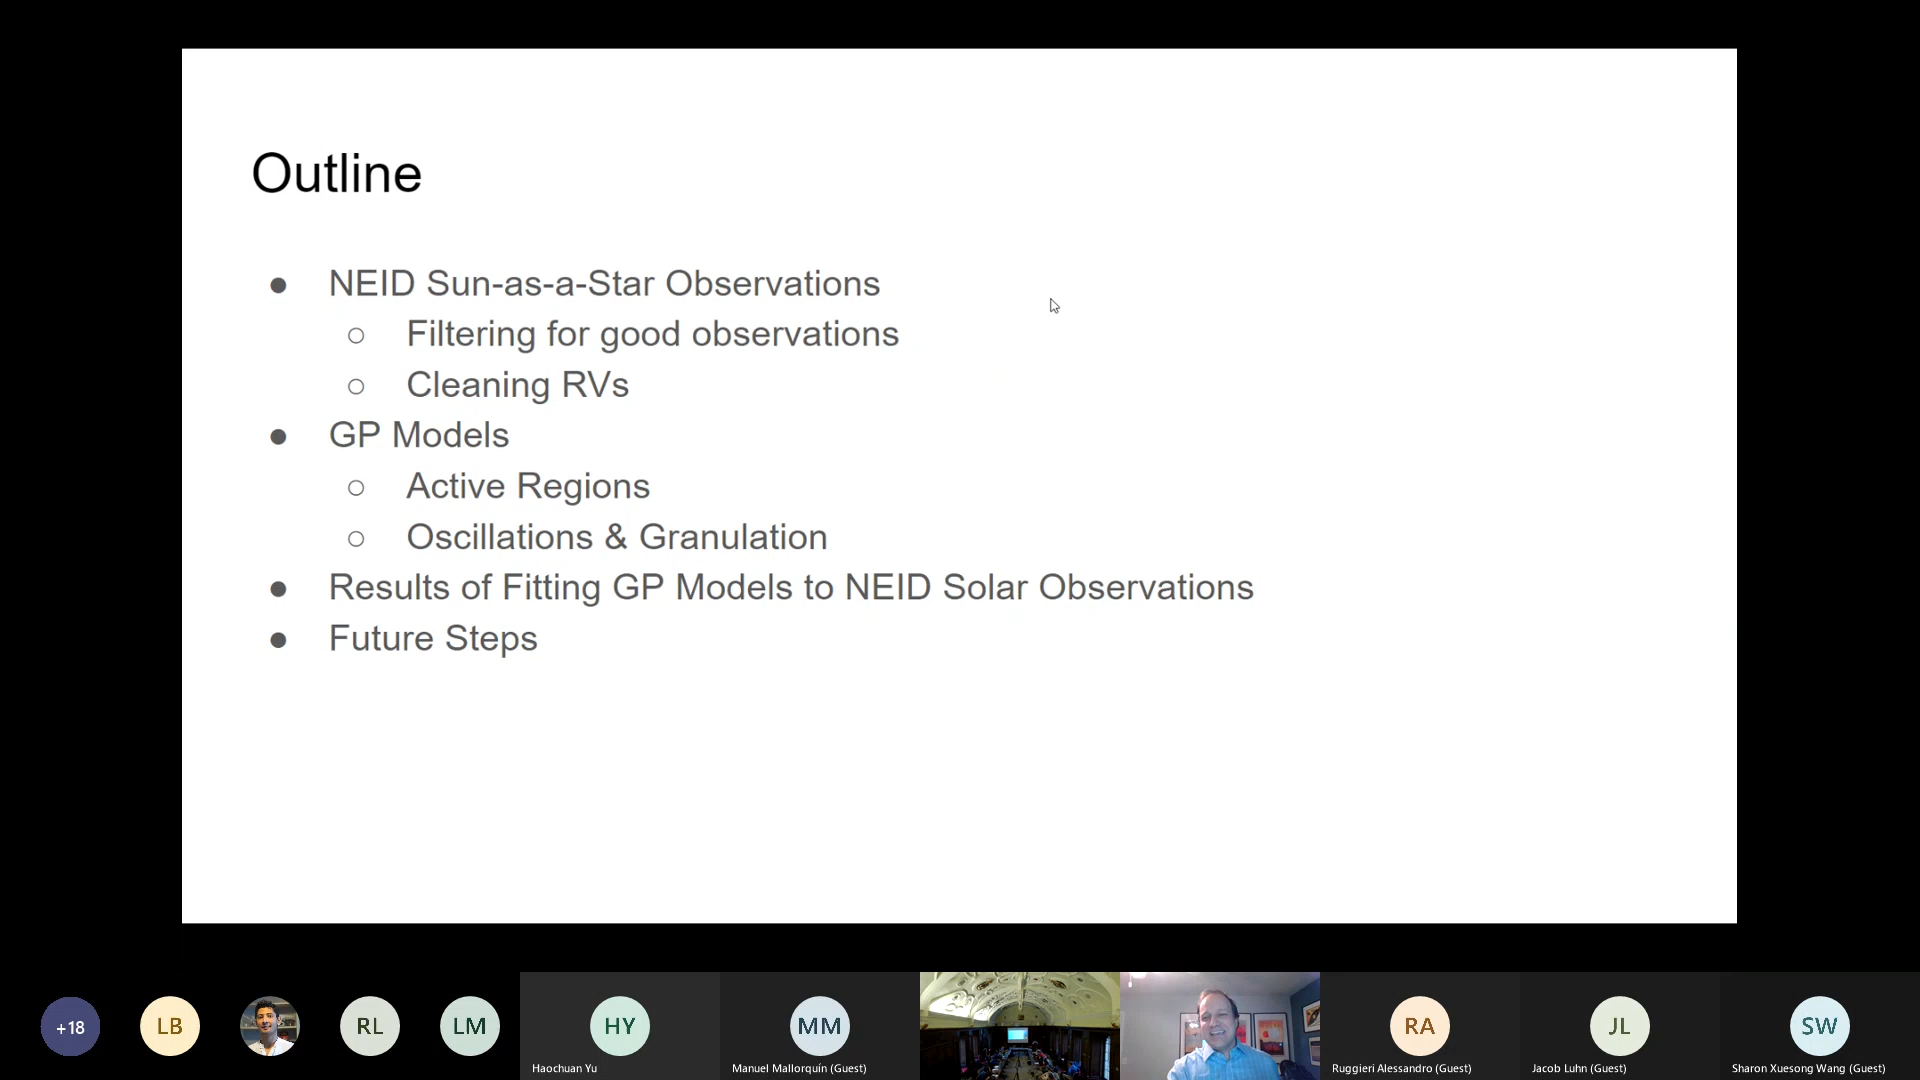 Outline
● NEID Sun-as-a-Star Observations
○ Filtering for good observations
○ Cleaning RVs
● GP Models
○ Active Regions
○ Oscillations & Granulation
● Results of Fitting GP Models to NEID Solar Observations
● Future Steps
+18
LB
RL
LM
HY
Haochuan Yu
MM
Manuel Mallorquín (Guest)
RA
Ruggieri Alessandro (Guest)
JL
Jacob Luhn (Guest)
SW
Sharon Xuesong Wang (Guest)